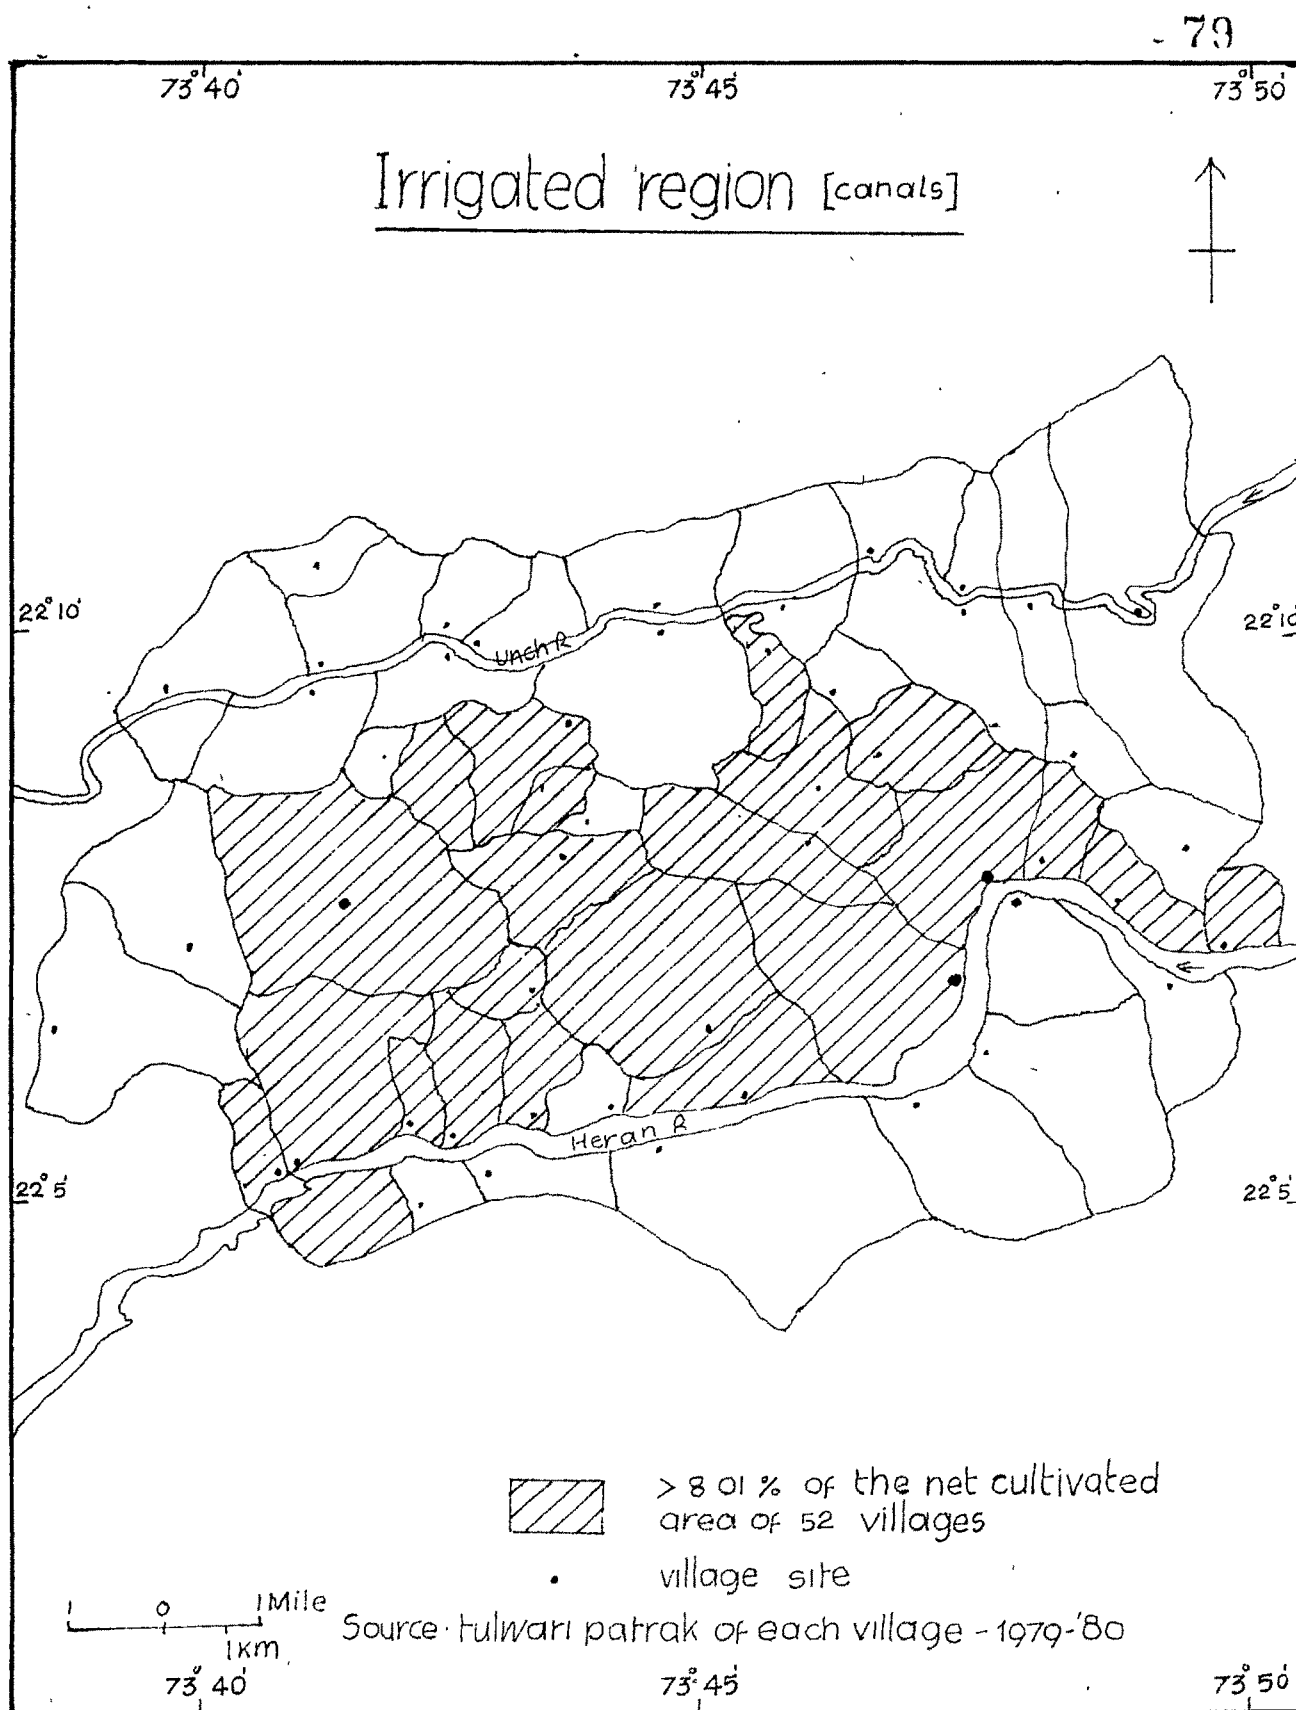 - 79
73°40' 73°45' 73°50'
Irrigated region [canals]
22°10' 22°10'
Unch R
Heran R
22°5' 22°5'
> 8 01 % of the net cultivated
area of 52 villages
village site
1 0 1 Mile
1 Km
Source · tulwari patrak of each village - 1979-'80
73°40' 73°45' 73°50'